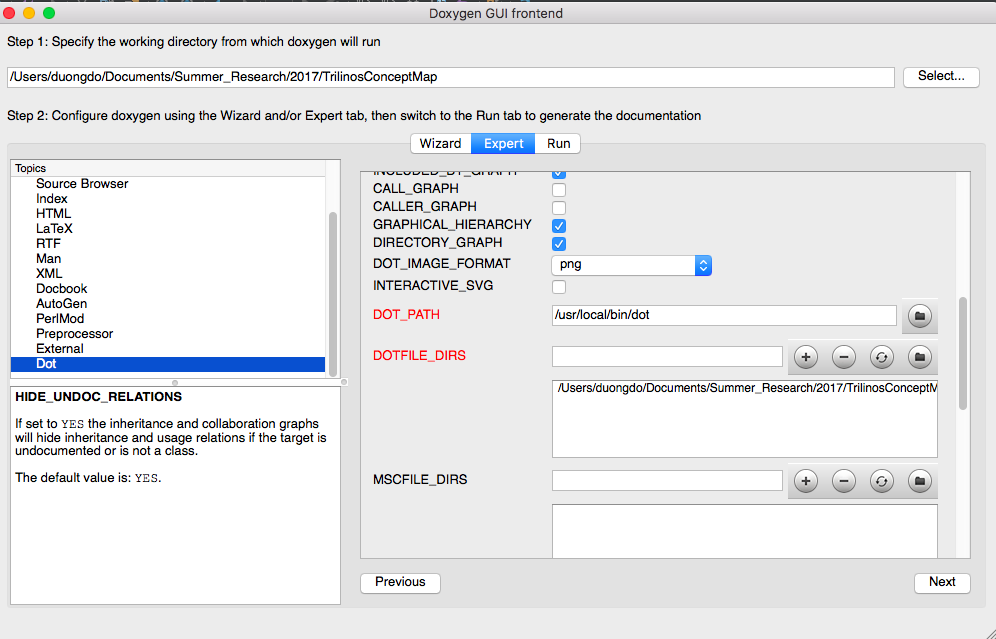 Doxygen GUI frontend
Step 1: Specify the working directory from which doxygen will run
/Users/duongdo/Documents/Summer_Research/2017/TrilinosConceptMap
Select...
Step 2: Configure doxygen using the Wizard and/or Expert tab, then switch to the Run tab to generate the documentation
Wizard Expert Run
Topics
Source Browser
Index
HTML
LaTeX
RTF
Man
XML
Docbook
AutoGen
PerlMod
Preprocessor
External
Dot
HIDE_UNDOC_RELATIONS
If set to YES the inheritance and collaboration graphs
will hide inheritance and usage relations if the target is
undocumented or is not a class.
The default value is: YES.
INCLUDED_BY_GRAPH
CALL_GRAPH
CALLER_GRAPH
GRAPHICAL_HIERARCHY
DIRECTORY_GRAPH
DOT_IMAGE_FORMAT png
INTERACTIVE_SVG
DOT_PATH /usr/local/bin/dot
DOTFILE_DIRS
/Users/duongdo/Documents/Summer_Research/2017/TrilinosConceptM
MSCFILE_DIRS
Previous
Next